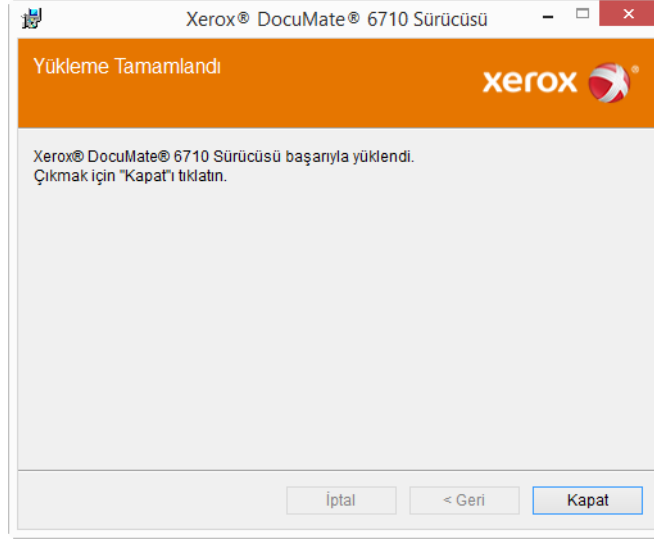 Xerox® DocuMate® 6710 Sürücüsü
Yükleme Tamamlandı
xerox®
Xerox® DocuMate® 6710 Sürücüsü başarıyla yüklendi.
Çıkmak için "Kapat"ı tıklatın.
İptal
< Geri
Kapat